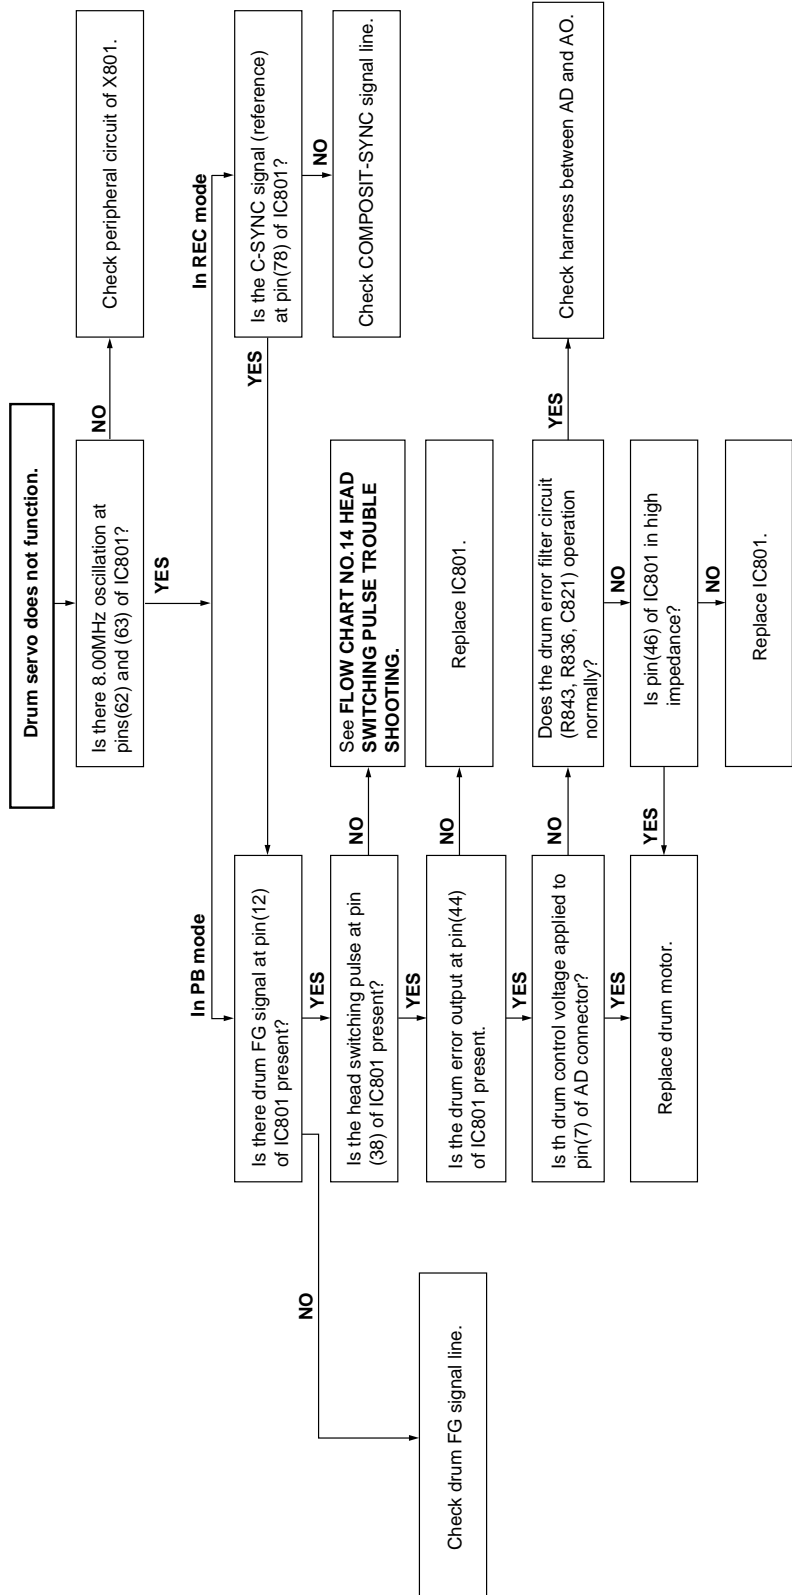 Drum servo does not function.
Is there 8.00MHz oscillation at
pins(62) and (63) of IC801?
NO
Check peripheral circuit of X801.
YES
In PB mode
In REC mode
Is there drum FG signal at pin(12)
of IC801 present?
YES
Is the C-SYNC signal (reference)
at pin(78) of IC801?
NO
Check COMPOSIT-SYNC signal line.
NO
Check drum FG signal line.
YES
Is the head switching pulse at pin
(38) of IC801 present?
NO
See FLOW CHART NO.14 HEAD
SWITCHING PULSE TROUBLE
SHOOTING.
YES
Is the drum error output at pin(44)
of IC801 present.
NO
Replace IC801.
YES
Is th drum control voltage applied to
pin(7) of AD connector?
NO
Does the drum error filter circuit
(R843, R836, C821) operation
normally?
YES
Check harness between AD and AO.
YES
Replace drum motor.
NO
YES
Is pin(46) of IC801 in high
impedance?
NO
Replace IC801.